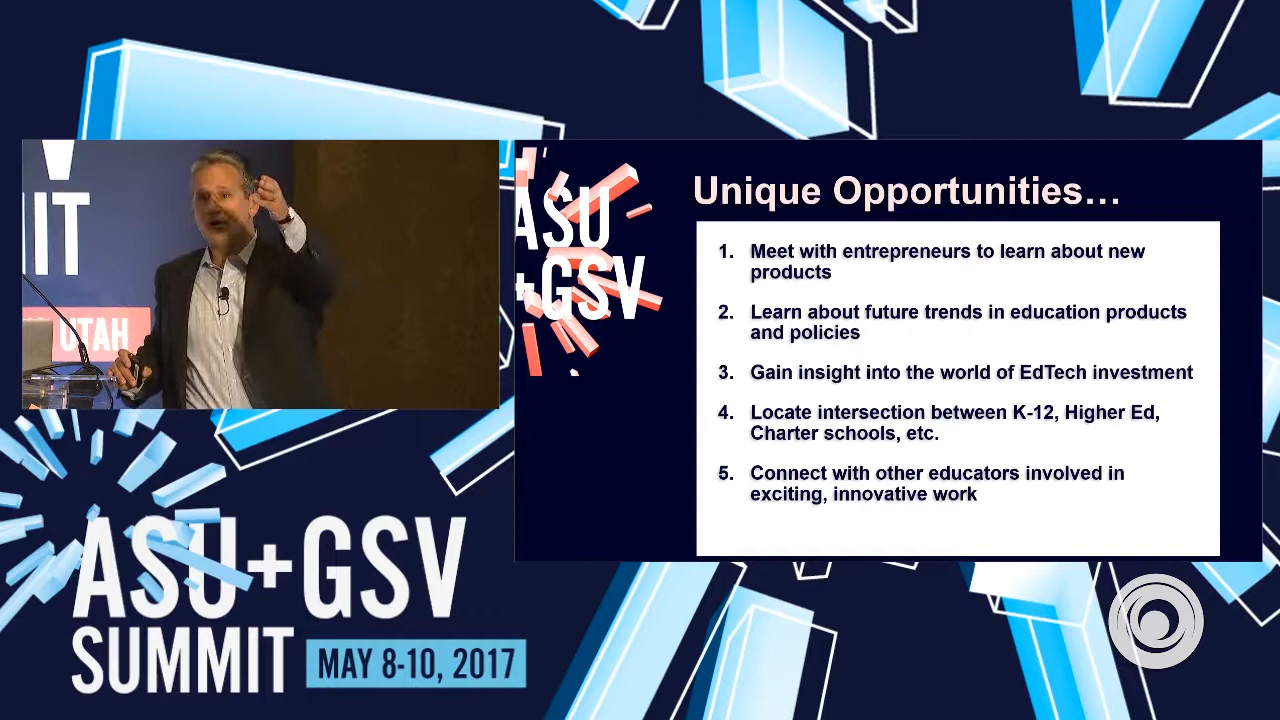 IT
UTAH
ASU
+GSV
Unique Opportunities…
1. Meet with entrepreneurs to learn about new
products
2. Learn about future trends in education products
and policies
3. Gain insight into the world of EdTech investment
4. Locate intersection between K-12, Higher Ed,
Charter schools, etc.
5. Connect with other educators involved in
exciting, innovative work
ASU+GSV
SUMMIT MAY 8-10, 2017